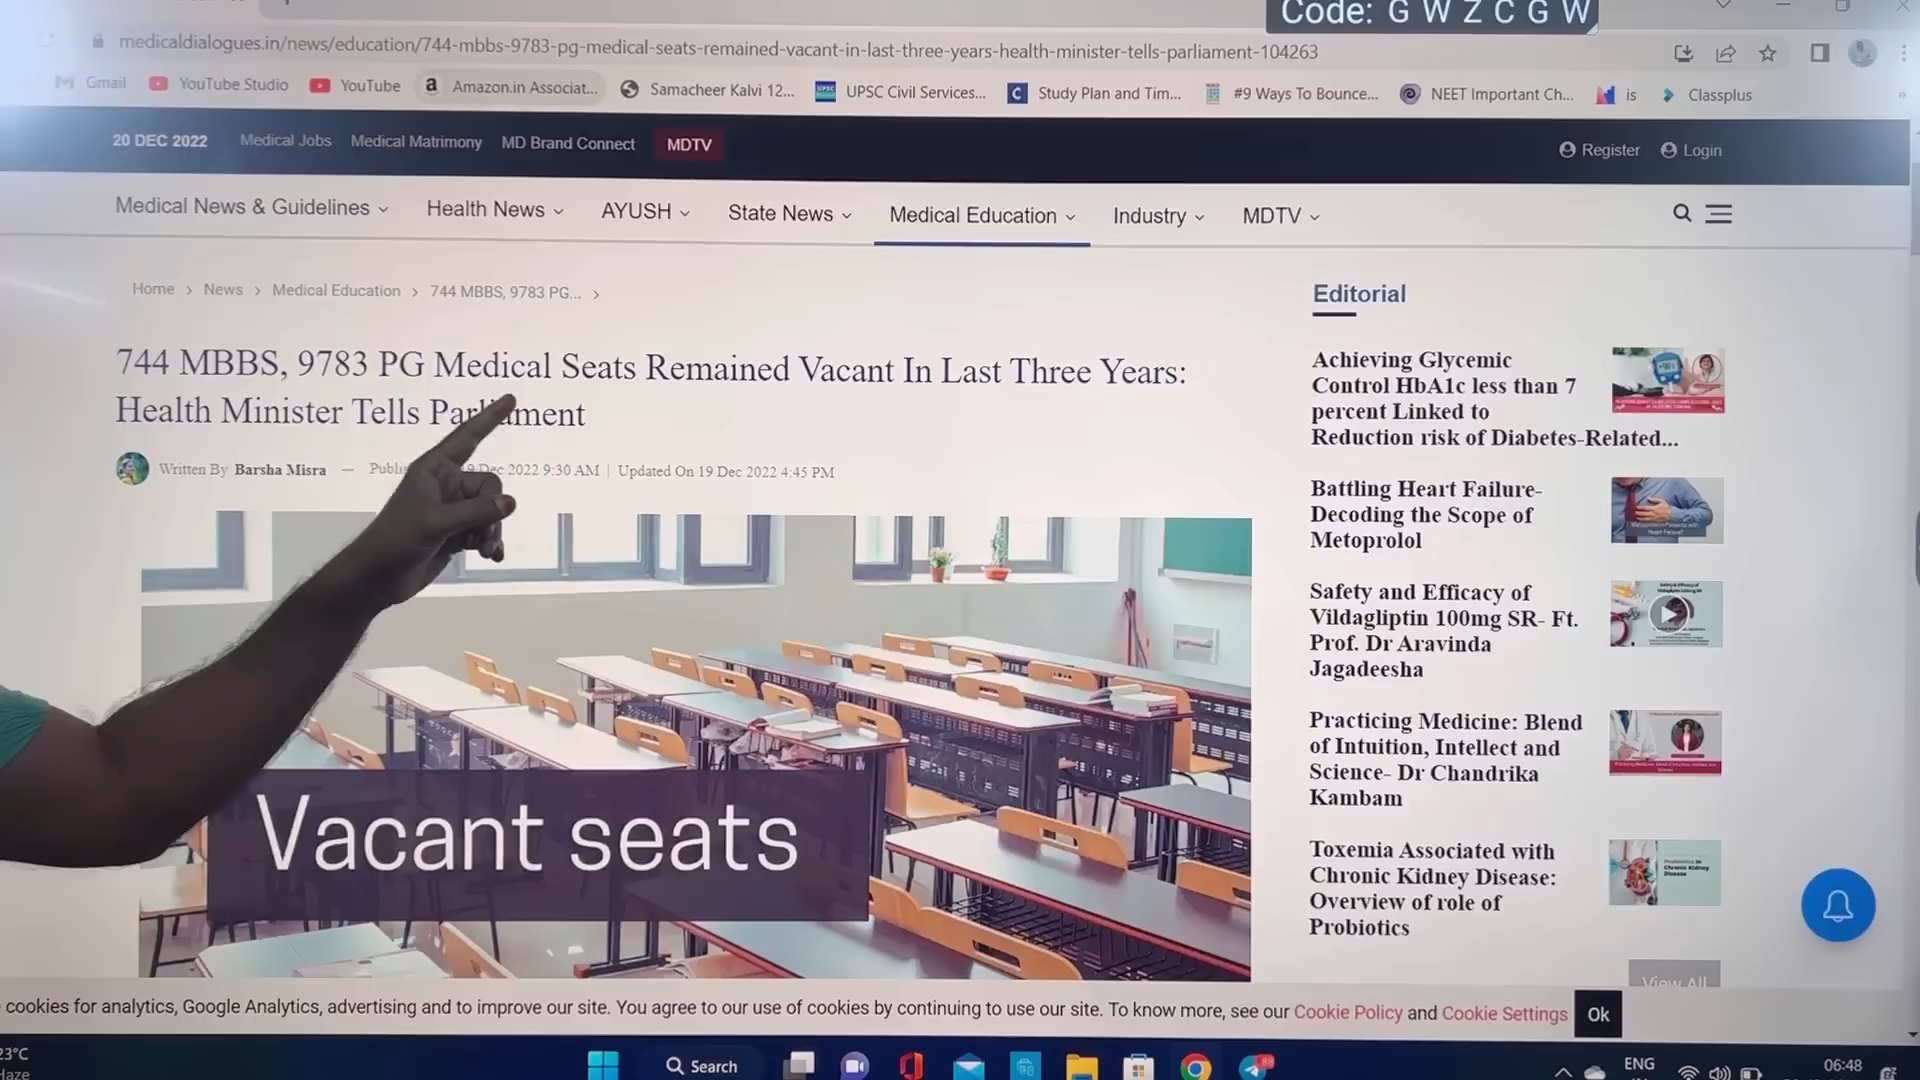 Code: G W Z C G W
medicaldialogues.in/news/education/744-mbbs-9783-pg-medical-seats-remained-vacant-in-last-three-years-health-minister-tells-parliament-104263
Gmail YouTube Studio YouTube Amazon.in Associat... Samacheer Kalvi 12... UPSC Civil Services... Study Plan and Tim... #9 Ways To Bounce... NEET Important Ch... is Classplus
20 DEC 2022 Medical Jobs Medical Matrimony MD Brand Connect MDTV Register Login
Medical News & Guidelines Health News AYUSH State News Medical Education Industry MDTV
Home > News > Medical Education > 744 MBBS, 9783 PG... >
744 MBBS, 9783 PG Medical Seats Remained Vacant In Last Three Years:
Health Minister Tells Parliament
Written By Barsha Misra — Dec 2022 9:30 AM | Updated On 19 Dec 2022 4:45 PM
Vacant seats
Editorial
Achieving Glycemic
Control HbA1c less than 7
percent Linked to
Reduction risk of Diabetes-Related...
Battling Heart Failure-
Decoding the Scope of
Metoprolol
Safety and Efficacy of
Vildagliptin 100mg SR- Ft.
Prof. Dr Aravinda
Jagadeesha
Practicing Medicine: Blend
of Intuition, Intellect and
Science- Dr Chandrika
Kambam
Toxemia Associated with
Chronic Kidney Disease:
Overview of role of
Probiotics
View All
cookies for analytics, Google Analytics, advertising and to improve our site. You agree to our use of cookies by continuing to use our site. To know more, see our Cookie Policy and Cookie Settings Ok
23°C
Haze
Search
ENG
06:48